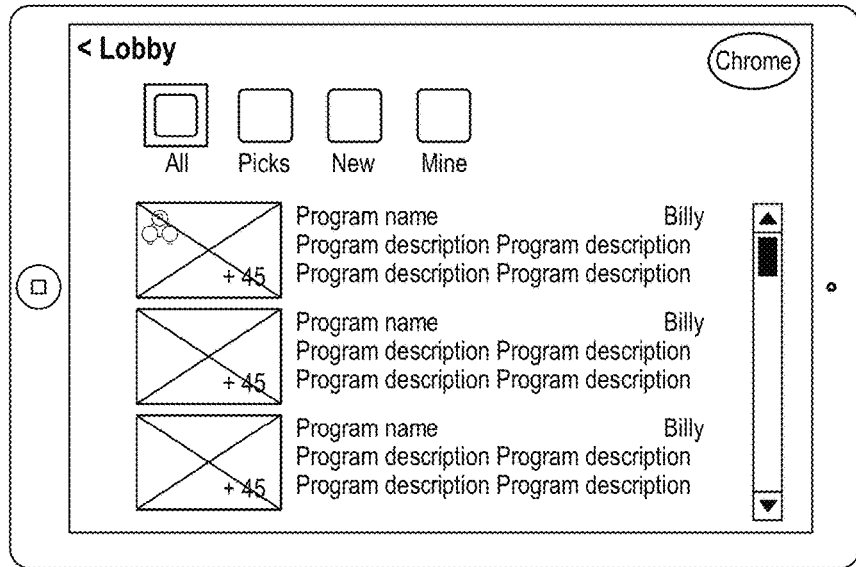 < Lobby
Chrome
All Picks New Mine
Program name Billy
Program description Program description
Program description Program description
+ 45
Program name Billy
Program description Program description
Program description Program description
+ 45
Program name Billy
Program description Program description
Program description Program description
+ 45